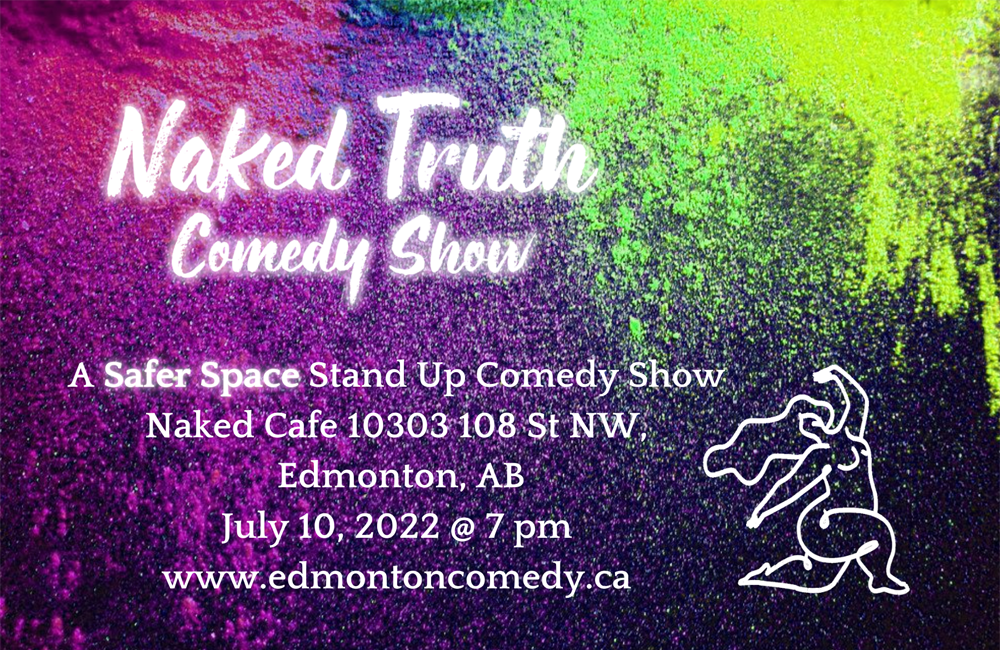 Naked Truth
Comedy Show
A Safer Space Stand Up Comedy Show
Naked Cafe 10303 108 St NW,
Edmonton, AB
July 10, 2022 @ 7 pm
www.edmontoncomedy.ca